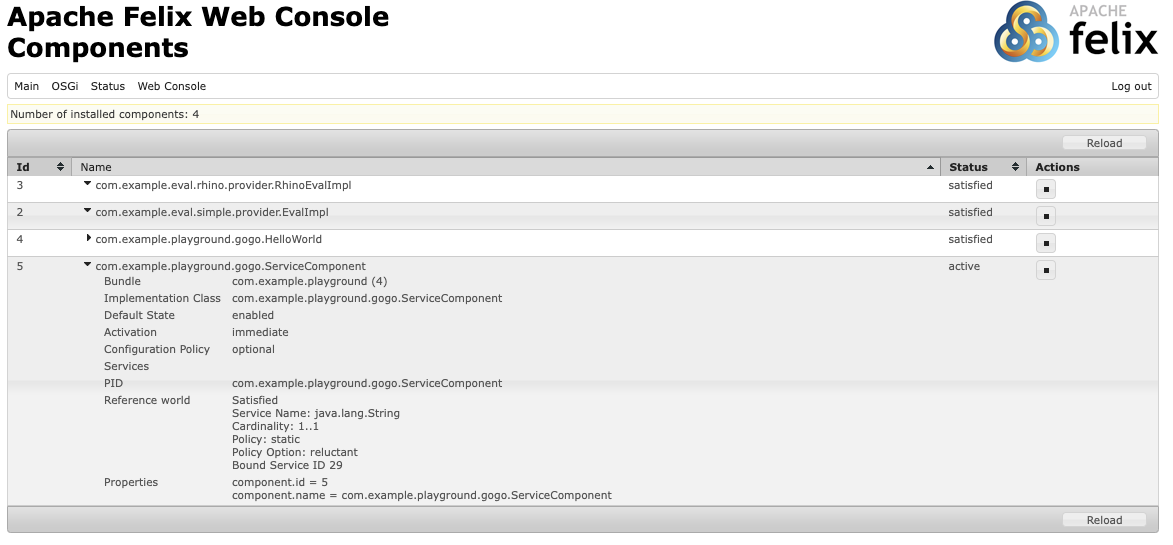 Apache Felix Web Console
Components
APACHE
felix
Main OSGi Status Web Console Log out
Number of installed components: 4
Reload
Id Name Status Actions
3 com.example.eval.rhino.provider.RhinoEvalImpl satisfied
2 com.example.eval.simple.provider.EvalImpl satisfied
4 com.example.playground.gogo.HelloWorld satisfied
5 com.example.playground.gogo.ServiceComponent active
Bundle com.example.playground (4)
Implementation Class com.example.playground.gogo.ServiceComponent
Default State enabled
Activation immediate
Configuration Policy optional
Services
PID com.example.playground.gogo.ServiceComponent
Reference world Satisfied
Service Name: java.lang.String
Cardinality: 1..1
Policy: static
Policy Option: reluctant
Bound Service ID 29
Properties component.id = 5
component.name = com.example.playground.gogo.ServiceComponent
Reload